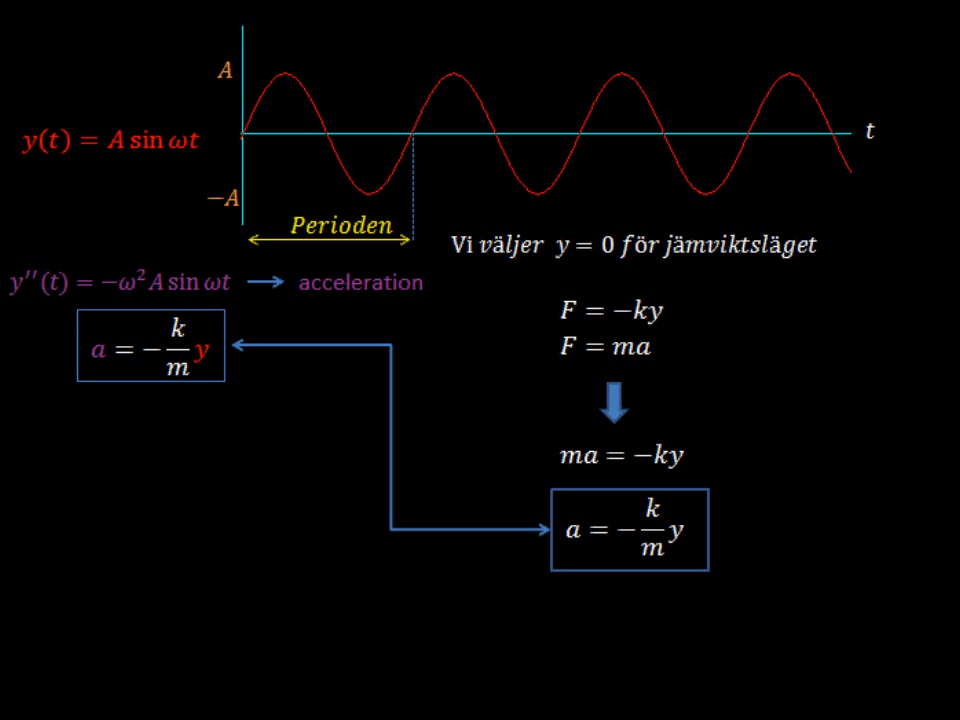 A
y(t) = A sin ωt
t
−A
Perioden
Vi väljer y = 0 för jämviktsläget
y′′(t) = −ω² A sin ωt → acceleration
F = −ky
a = −k/m y
F = ma
ma = −ky
a = −k/m y